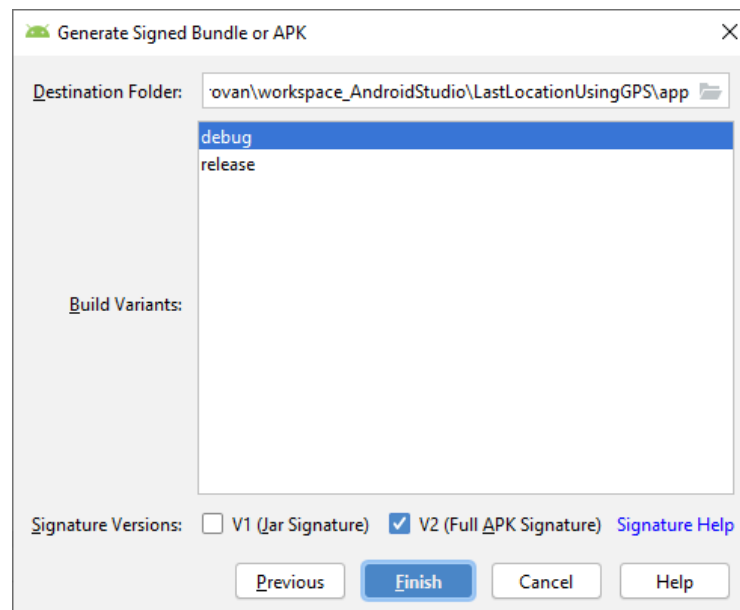 Generate Signed Bundle or APK
Destination Folder: ovan\workspace_AndroidStudio\LastLocationUsingGPS\app
debug
release
Build Variants:
Signature Versions: V1 (Jar Signature) V2 (Full APK Signature) Signature Help
Previous Finish Cancel Help